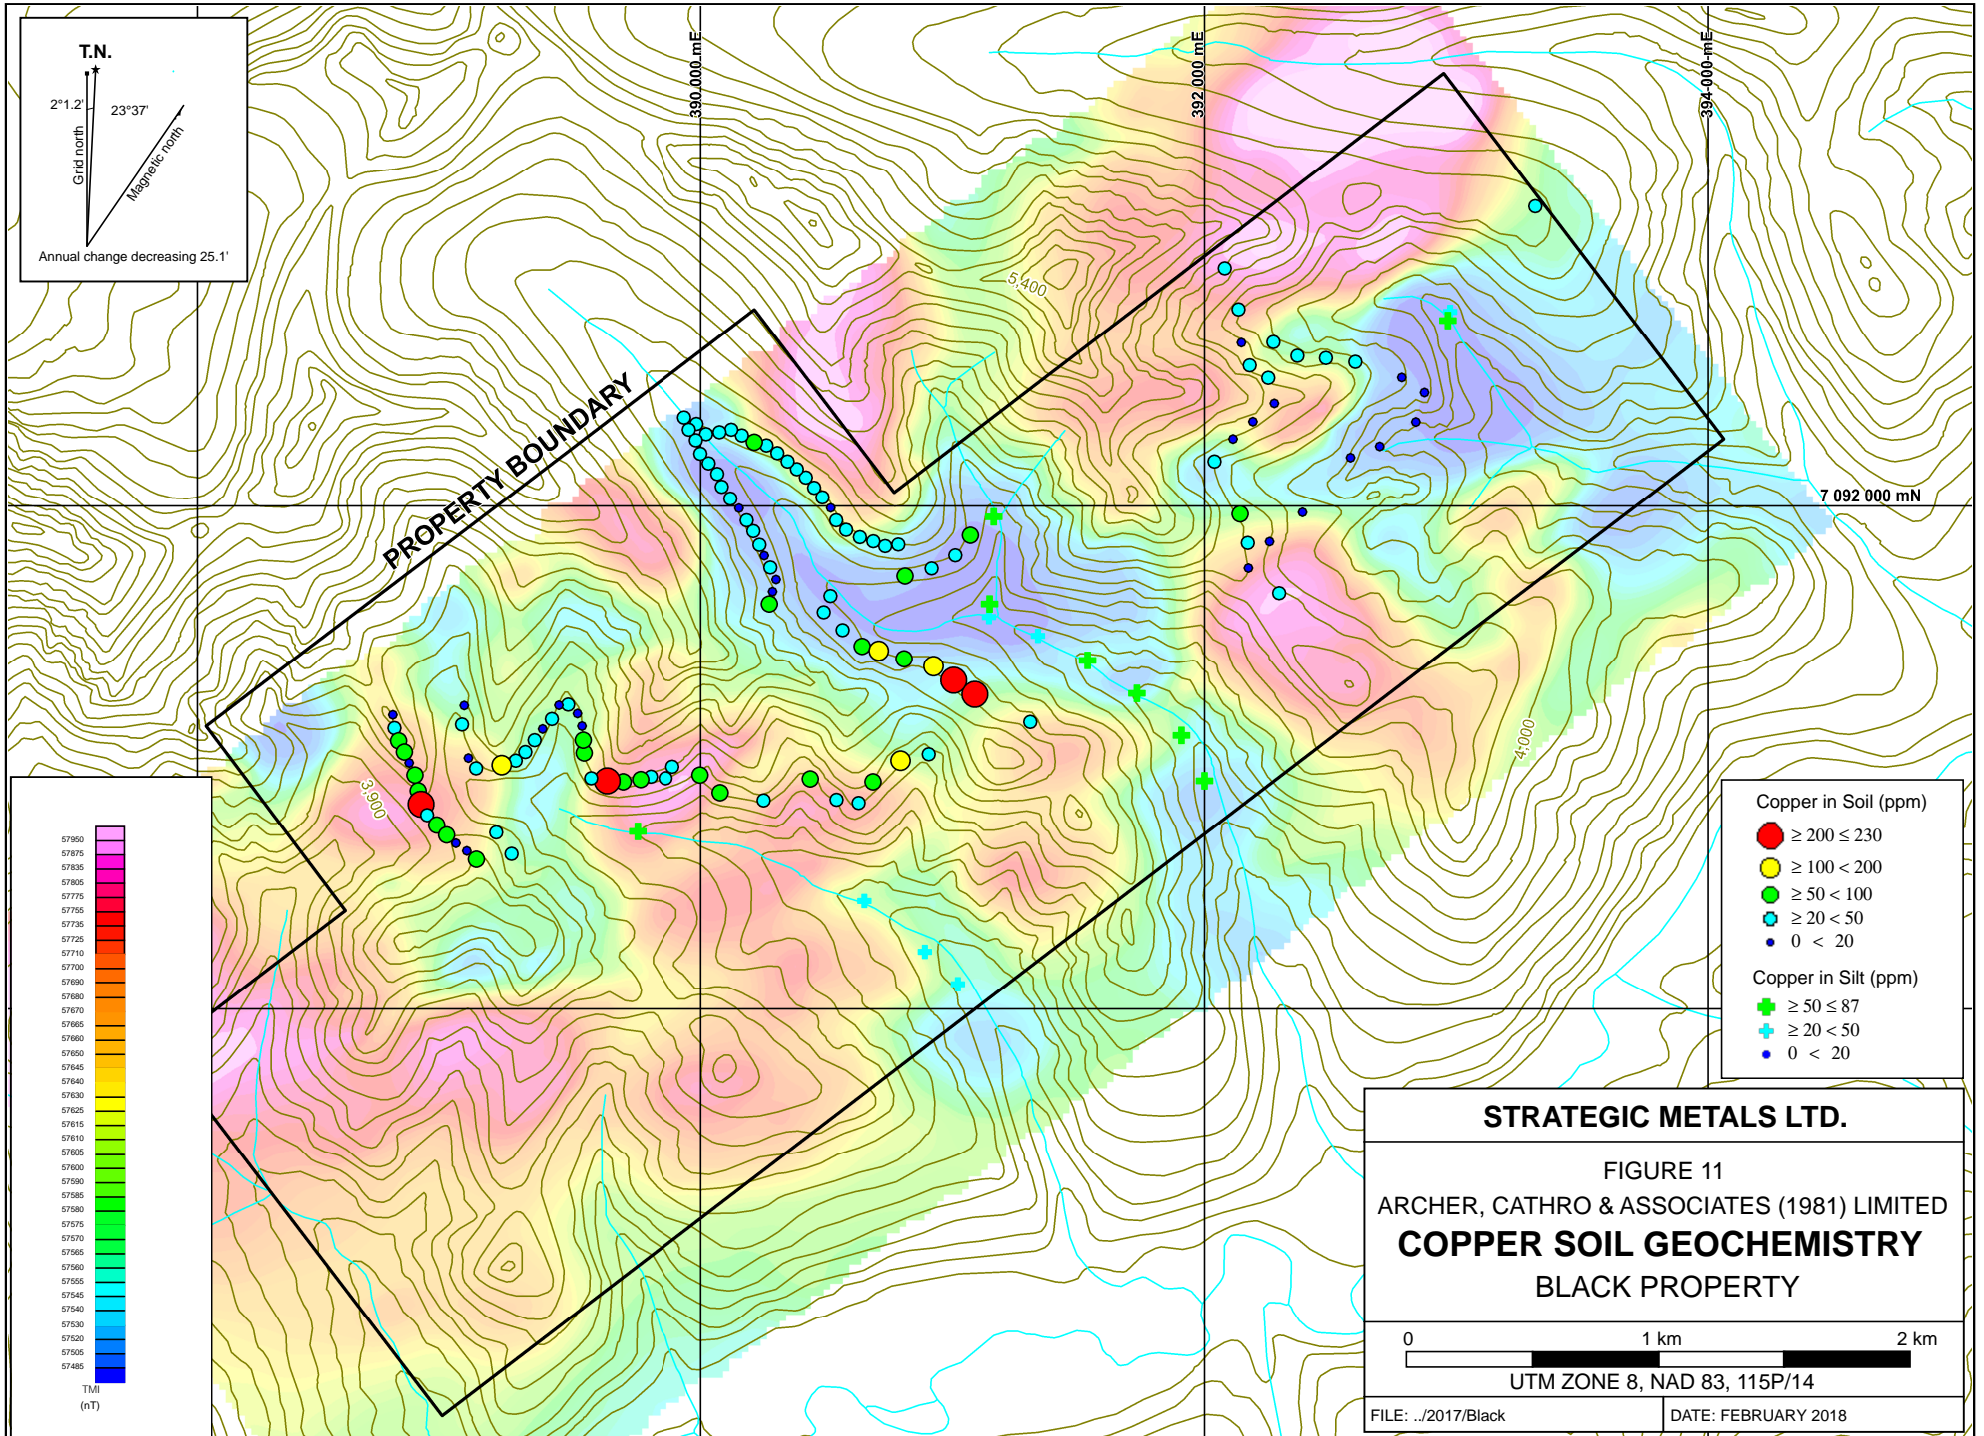 T.N.
2°1.2'
23°37'
Grid north
Magnetic north
Annual change decreasing 25.1'
390 000 mE
392 000 mE
394 000 mE
7 092 000 mN
5,400
PROPERTY BOUNDARY
3,900
4,000
57950
57875
57835
57805
57775
57755
57735
57725
57710
57700
57690
57680
57670
57665
57660
57650
57645
57640
57630
57625
57615
57610
57605
57600
57590
57585
57580
57575
57570
57565
57560
57555
57545
57540
57530
57520
57505
57485
TMI
(nT)
Copper in Soil (ppm)
≥ 200 ≤ 230
≥ 100 < 200
≥ 50 < 100
≥ 20 < 50
0 < 20
Copper in Silt (ppm)
≥ 50 ≤ 87
≥ 20 < 50
0 < 20
STRATEGIC METALS LTD.
FIGURE 11
ARCHER, CATHRO & ASSOCIATES (1981) LIMITED
COPPER SOIL GEOCHEMISTRY
BLACK PROPERTY
0 1 km 2 km
UTM ZONE 8, NAD 83, 115P/14
FILE: ../2017/Black DATE: FEBRUARY 2018